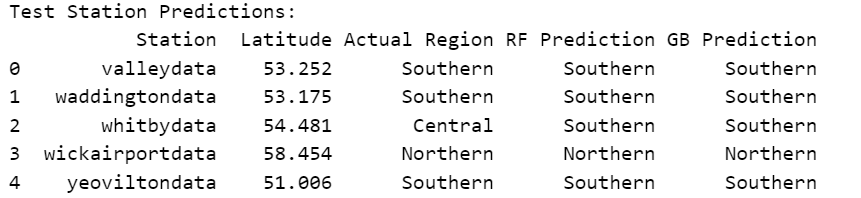 Test Station Predictions:
Station Latitude Actual Region RF Prediction GB Prediction
0 valleydata 53.252 Southern Southern Southern
1 waddingtondata 53.175 Southern Southern Southern
2 whitbydata 54.481 Central Southern Southern
3 wickairportdata 58.454 Northern Northern Northern
4 yeoviltondata 51.006 Southern Southern Southern